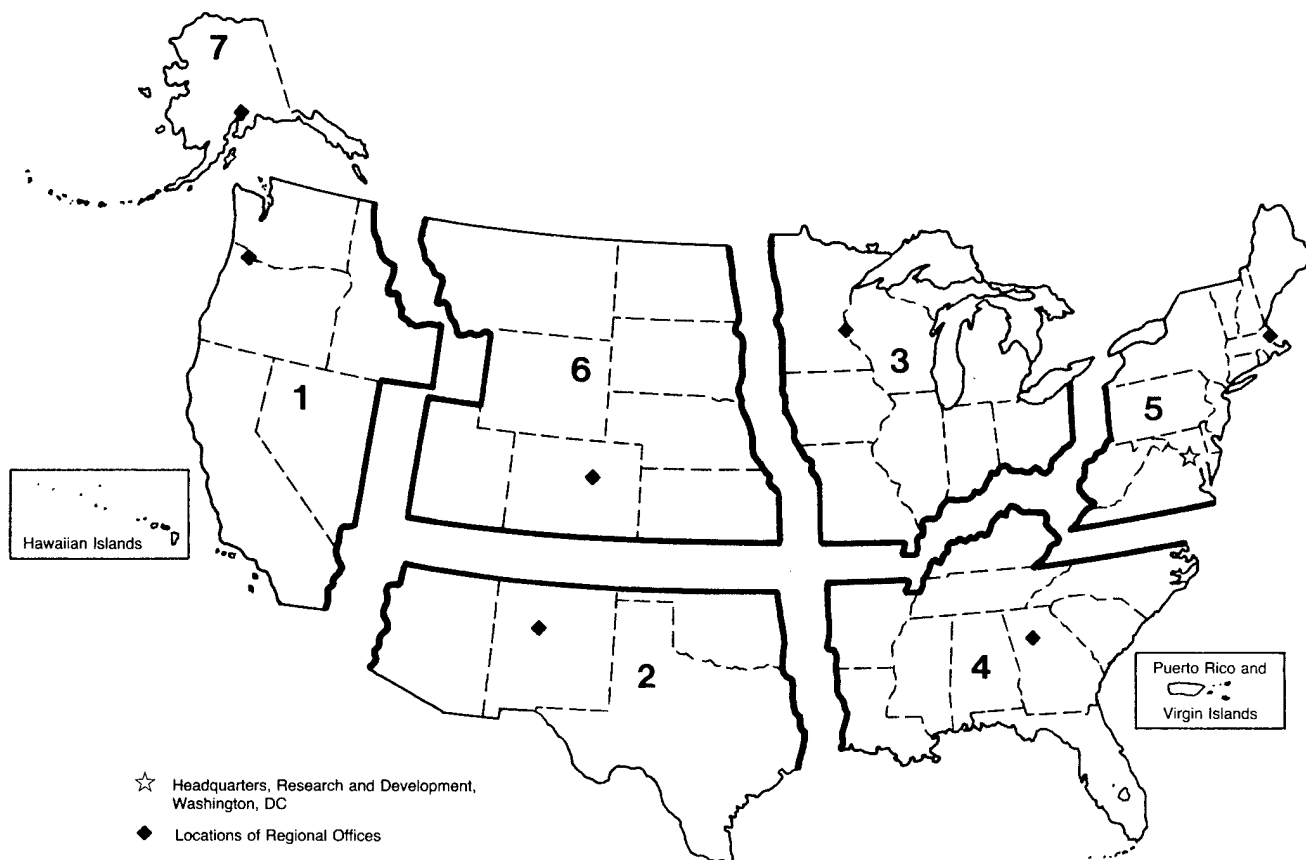 7
6
3
1
5
Hawaiian Islands
2
4
Puerto Rico and
Virgin Islands
Headquarters, Research and Development,
Washington, DC
Locations of Regional Offices